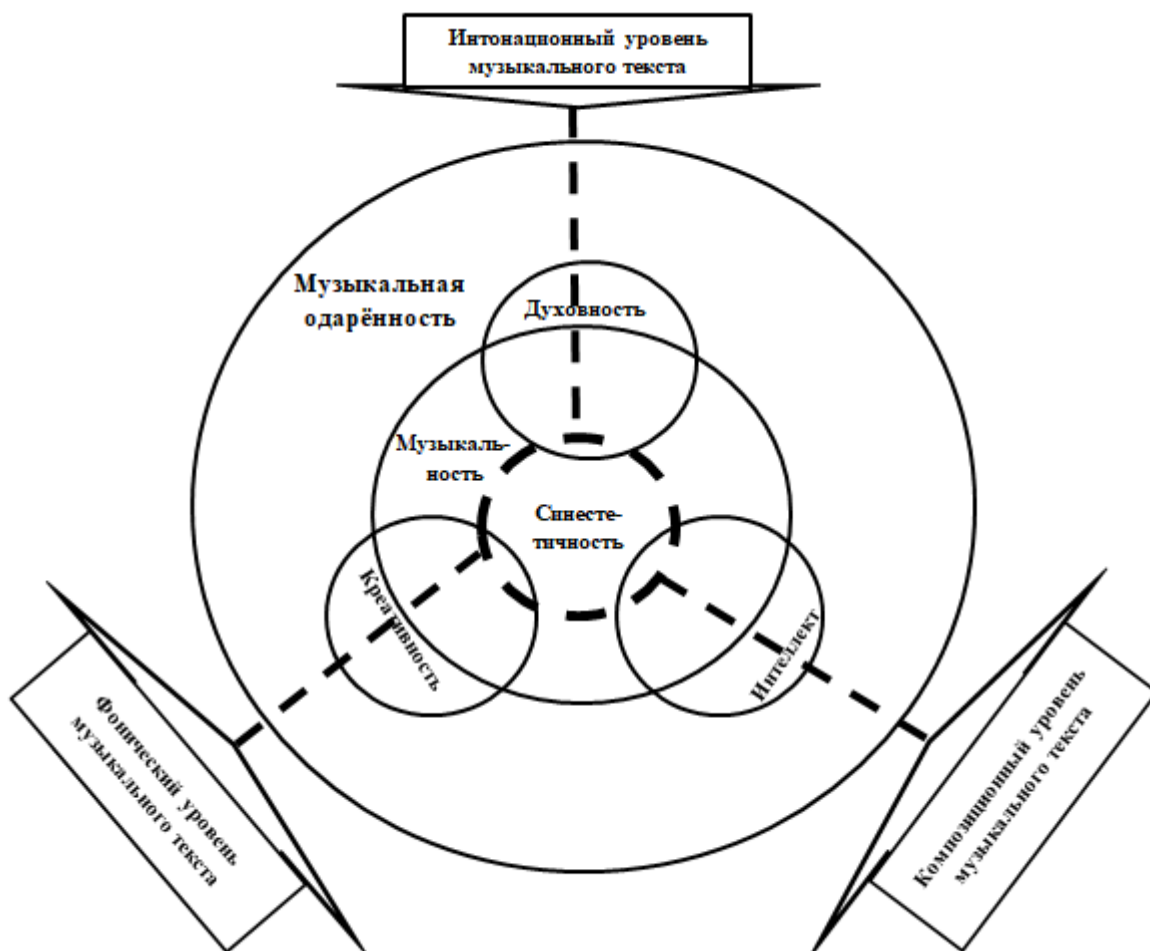 Интонационный уровень
музыкального текста
Музыкальная
одарённость
Духовность
Музыкаль-
ность
Синесте-
тичность
Креативность
Интеллект
Фонический уровень
музыкального текста
Композиционный уровень
музыкального текста